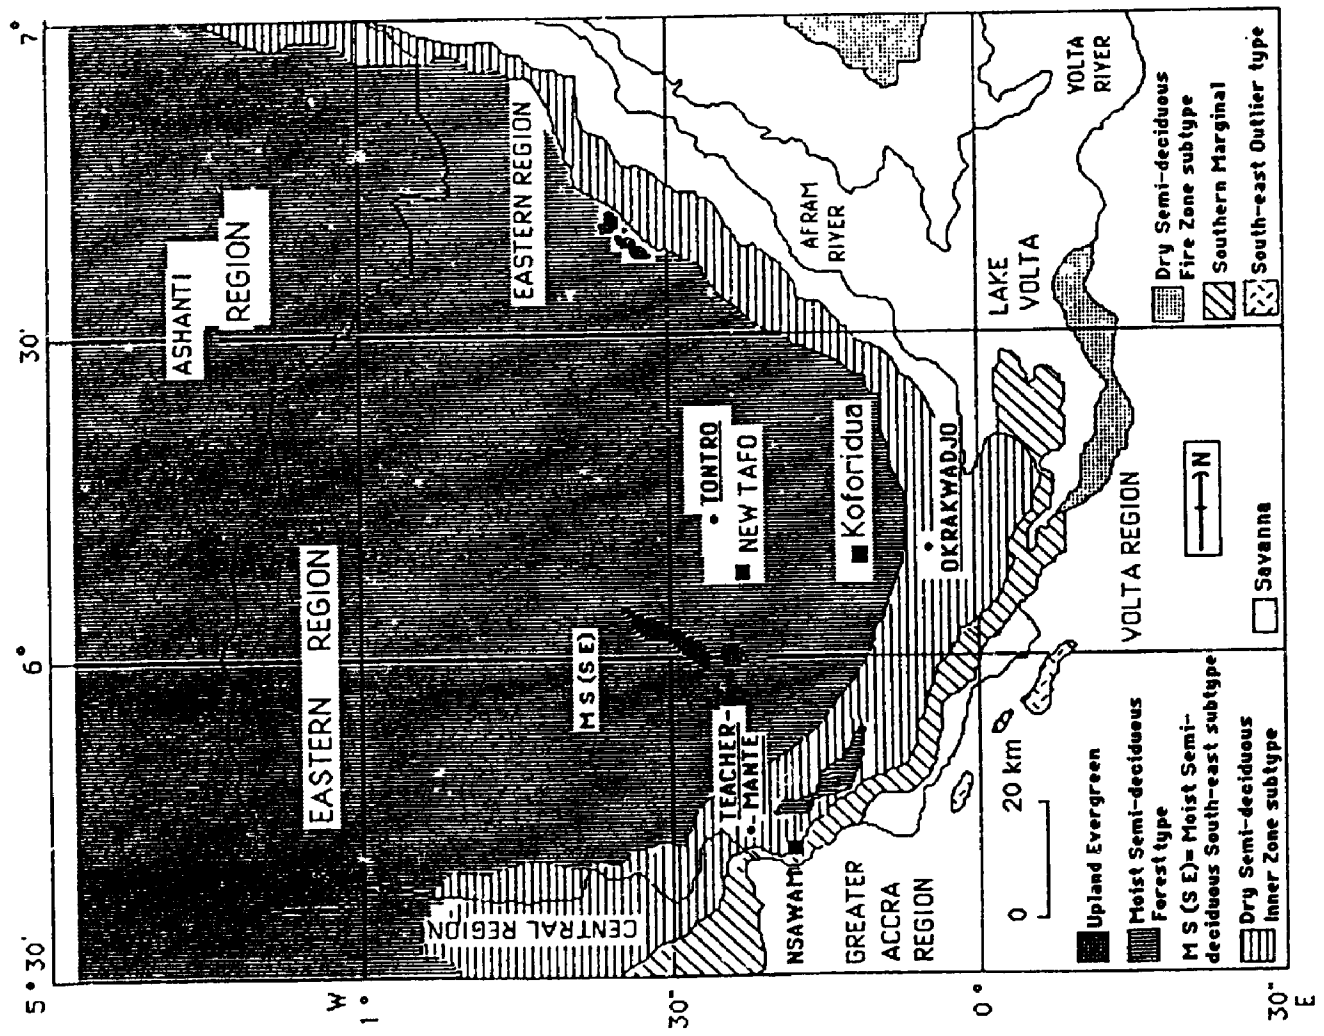 7°
30'
6°
5° 30'
W
1°
30'
0°
30'
E
ASHANTI
REGION
EASTERN REGION
EASTERN REGION
TONTRO
NEW TAFO
Koforidua
OKRAKWADJO
M S (S E)
TEACHER-
MANTE
NSAWAM
CENTRAL REGION
GREATER
ACCRA
REGION
AFRAM
RIVER
LAKE
VOLTA
VOLTA
RIVER
VOLTA REGION
N
0 20 km
Upland Evergreen
Moist Semi-deciduous
Forest type
M S (S E)= Moist Semi-
deciduous South-east subtype
Dry Semi-deciduous
Inner Zone subtype
Savanna
Dry Semi-deciduous
Fire Zone subtype
Southern Marginal
South-east Outlier type